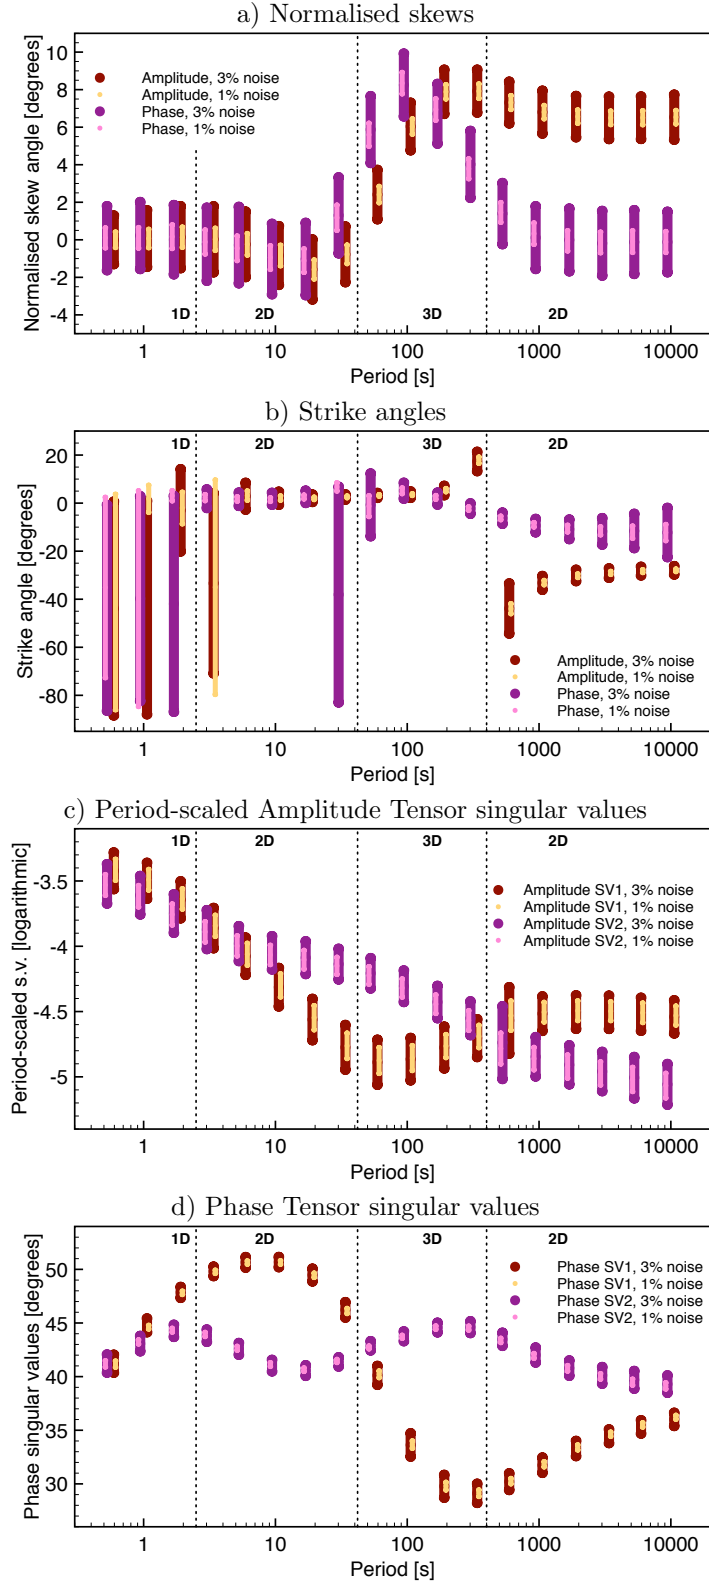 a) Normalised skews
Normalised skew angle [degrees]
10
8
6
4
2
0
-2
-4
Amplitude, 3% noise
Amplitude, 1% noise
Phase, 3% noise
Phase, 1% noise
1D
2D
3D
2D
1
10
100
1000
10000
Period [s]
b) Strike angles
Strike angle [degrees]
20
0
-20
-40
-60
-80
1D
2D
3D
2D
Amplitude, 3% noise
Amplitude, 1% noise
Phase, 3% noise
Phase, 1% noise
1
10
100
1000
10000
Period [s]
c) Period-scaled Amplitude Tensor singular values
Period-scaled s.v. [logarithmic]
-3.5
-4
-4.5
-5
1D
2D
3D
2D
Amplitude SV1, 3% noise
Amplitude SV1, 1% noise
Amplitude SV2, 3% noise
Amplitude SV2, 1% noise
1
10
100
1000
10000
Period [s]
d) Phase Tensor singular values
Phase singular values [degrees]
50
45
40
35
30
1D
2D
3D
2D
Phase SV1, 3% noise
Phase SV1, 1% noise
Phase SV2, 3% noise
Phase SV2, 1% noise
1
10
100
1000
10000
Period [s]